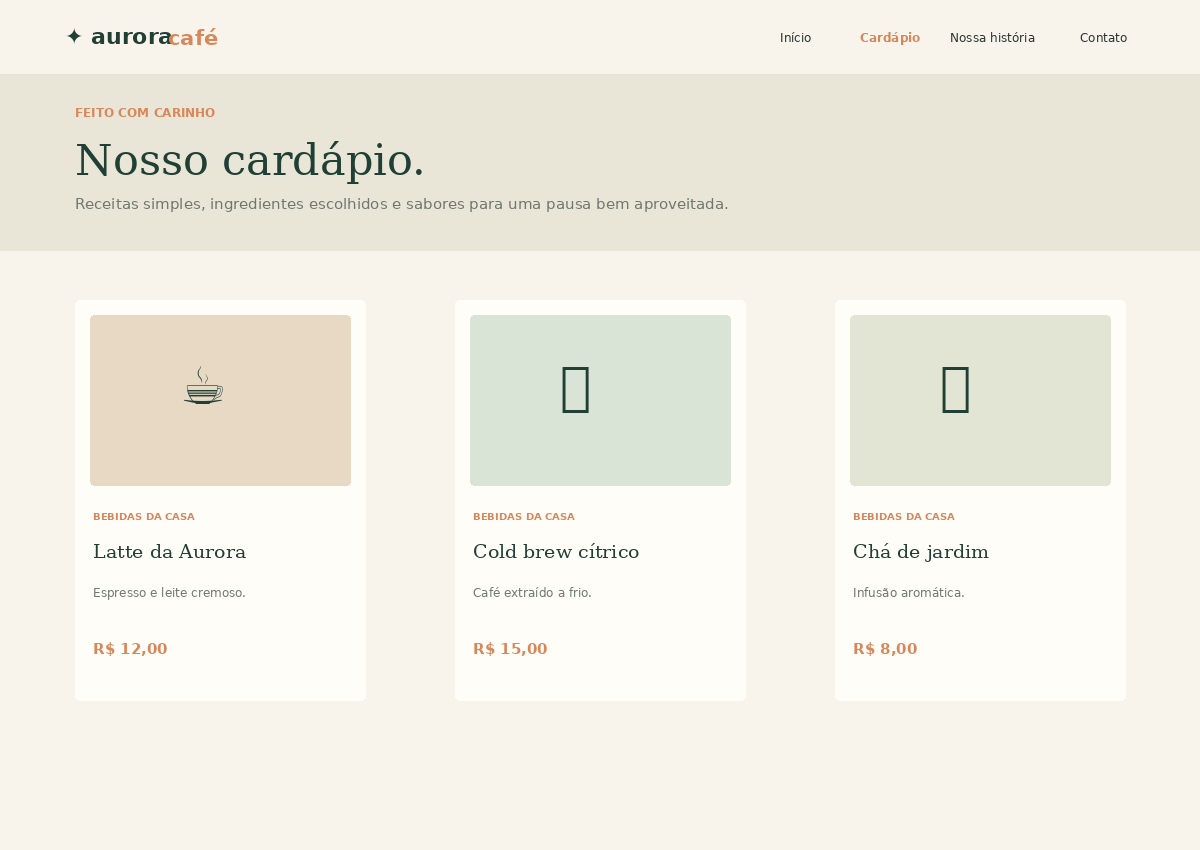 ✦ auroracafé
Início Cardápio Nossa história Contato
FEITO COM CARINHO
Nosso cardápio.
Receitas simples, ingredientes escolhidos e sabores para uma pausa bem aproveitada.
BEBIDAS DA CASA
Latte da Aurora
Espresso e leite cremoso.
R$ 12,00
BEBIDAS DA CASA
Cold brew cítrico
Café extraído a frio.
R$ 15,00
BEBIDAS DA CASA
Chá de jardim
Infusão aromática.
R$ 8,00